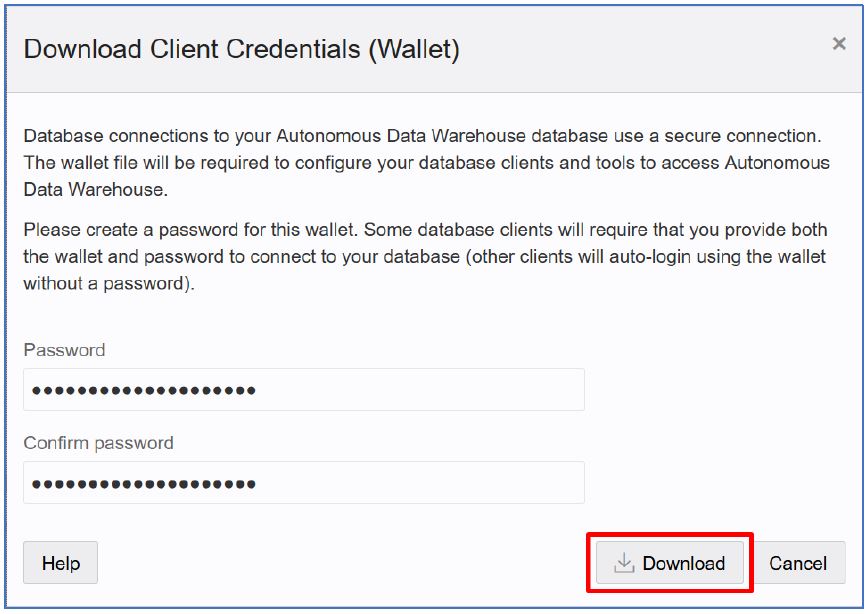 Download Client Credentials (Wallet)
×
Database connections to your Autonomous Data Warehouse database use a secure connection.
The wallet file will be required to configure your database clients and tools to access Autonomous
Data Warehouse.
Please create a password for this wallet. Some database clients will require that you provide both
the wallet and password to connect to your database (other clients will auto-login using the wallet
without a password).
Password
••••••••••••••••••••
Confirm password
••••••••••••••••••••
Help
Download
Cancel